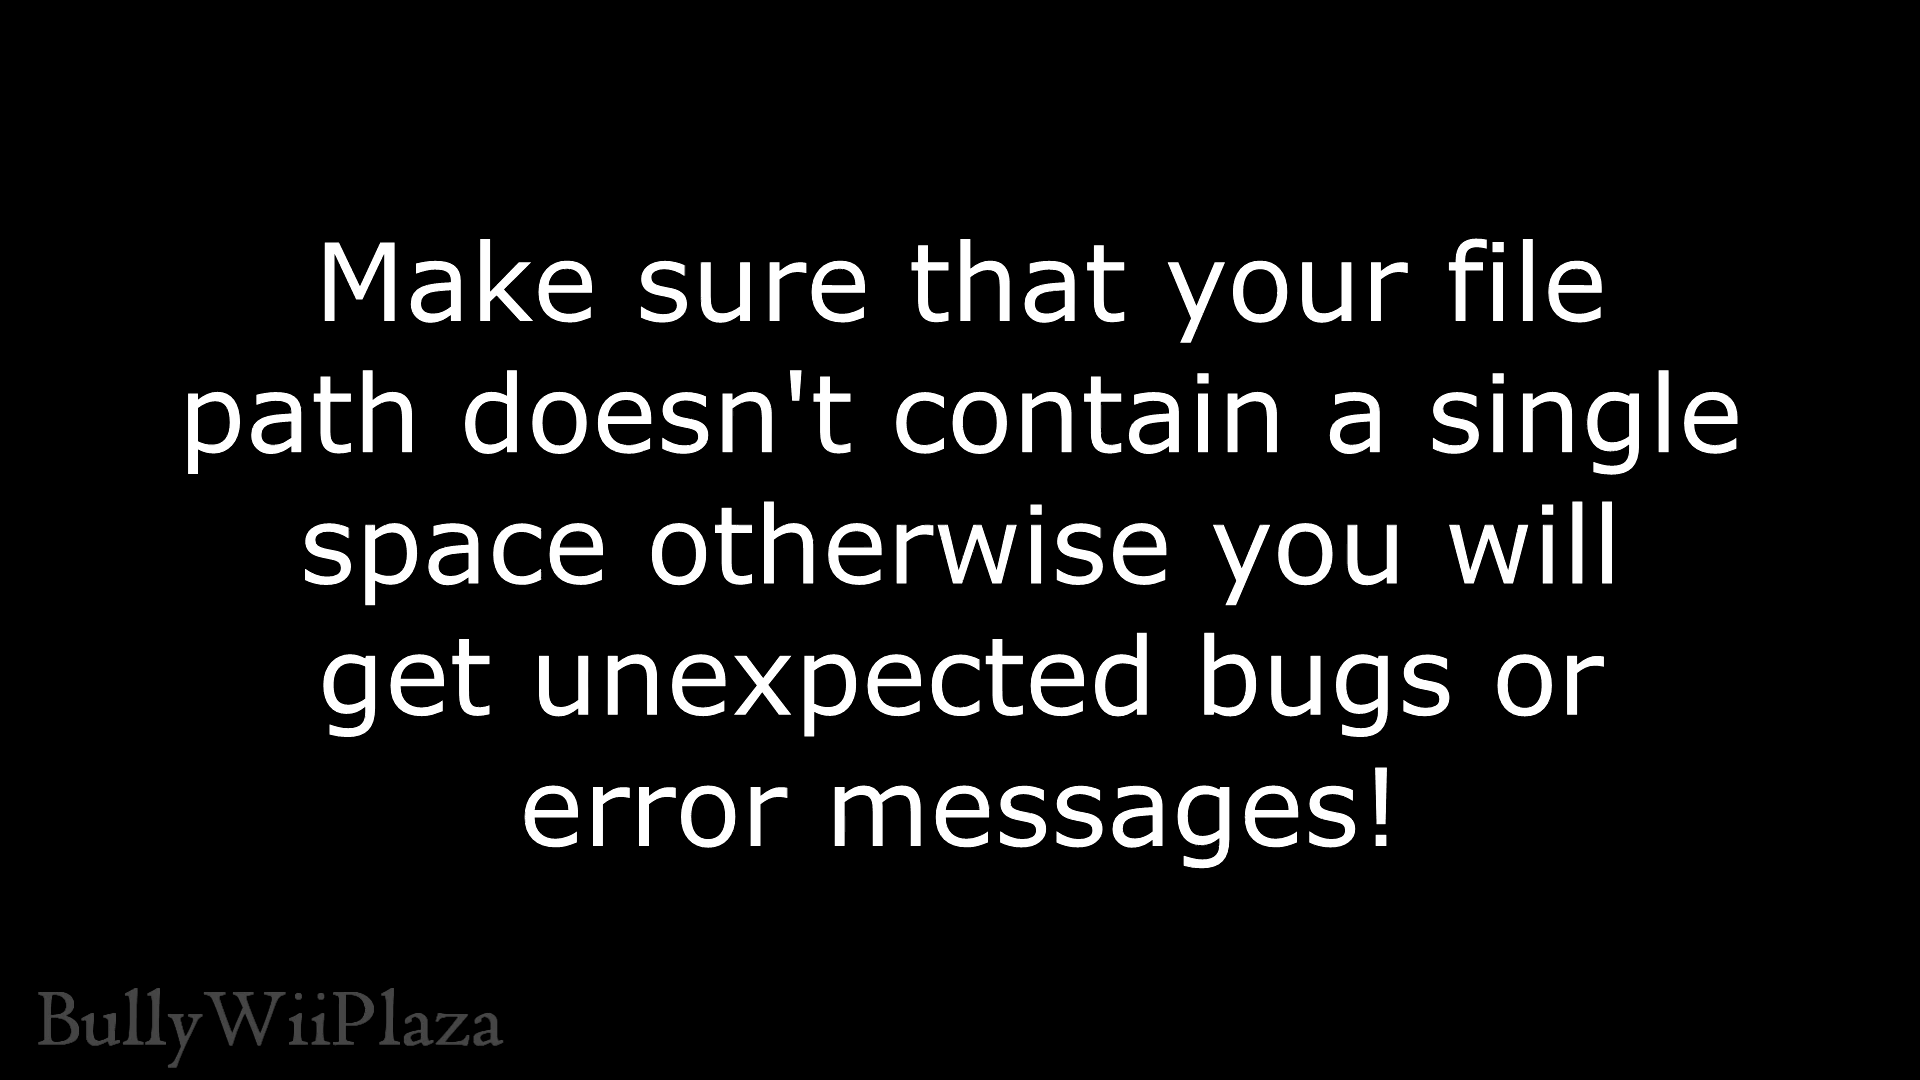 Make sure that your file
path doesn't contain a single
space otherwise you will
get unexpected bugs or
error messages!
BullyWiiPlaza